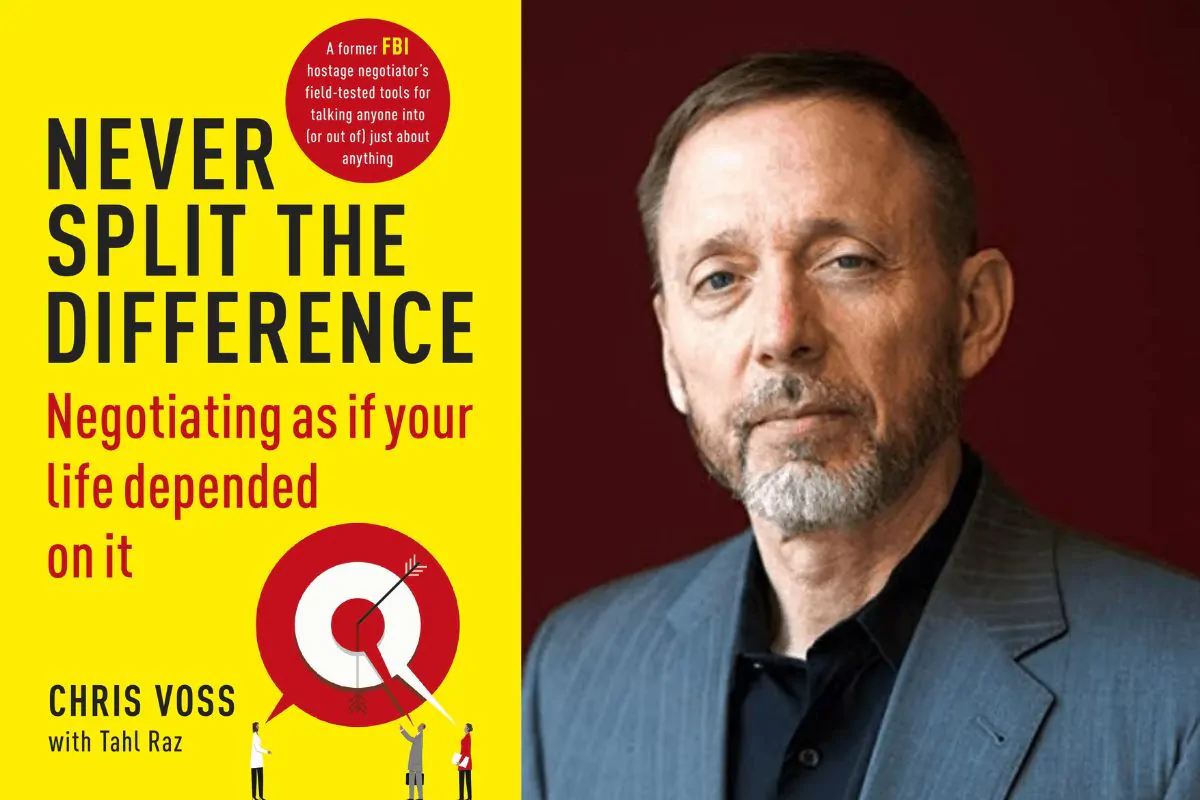 A former FBI
hostage negotiator's
field-tested tools for
talking anyone into
(or out of) just about
anything
NEVER
SPLIT THE
DIFFERENCE
Negotiating as if your
life depended
on it
CHRIS VOSS
with Tahl Raz